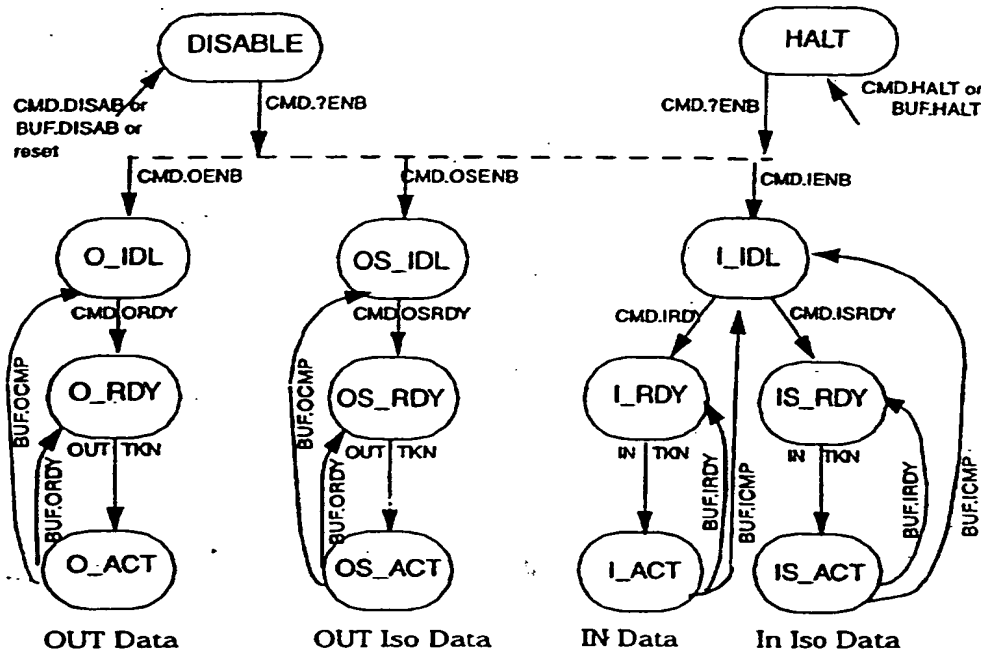 DISABLE
HALT
CMD.DISAB or
BUF.DISAB or
reset
CMD.?ENB
CMD.?ENB
CMD.HALT or
BUF.HALT
CMD.OENB
CMD.OSENB
CMD.IENB
O_IDL
OS_IDL
I_IDL
CMD.ORDY
CMD.OSRDY
CMD.IRDY
CMD.ISRDY
O_RDY
OS_RDY
I_RDY
IS_RDY
BUF.OCMP
BUF.ORDY
OUT TKN
BUF.OCMP
BUF.ORDY
OUT TKN
IN TKN
BUF.IRDY
BUF.ICMP
IN TKN
BUF.IRDY
BUF.ICMP
O_ACT
OS_ACT
I_ACT
IS_ACT
OUT Data
OUT Iso Data
IN Data
In Iso Data